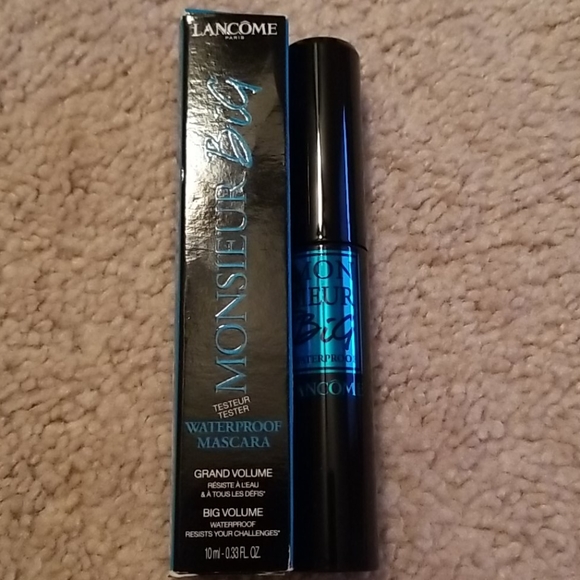 LANCÔME
PARIS
MONSIEUR BiG
TESTEUR
TESTER
WATERPROOF
MASCARA
GRAND VOLUME
RÉSISTE À L'EAU
& À TOUS LES DÉFIS*
BIG VOLUME
WATERPROOF
RESISTS YOUR CHALLENGES*
10 ml - 0.33 FL. OZ.
MON
SIEUR
BiG
WATERPROOF
LANCÔME